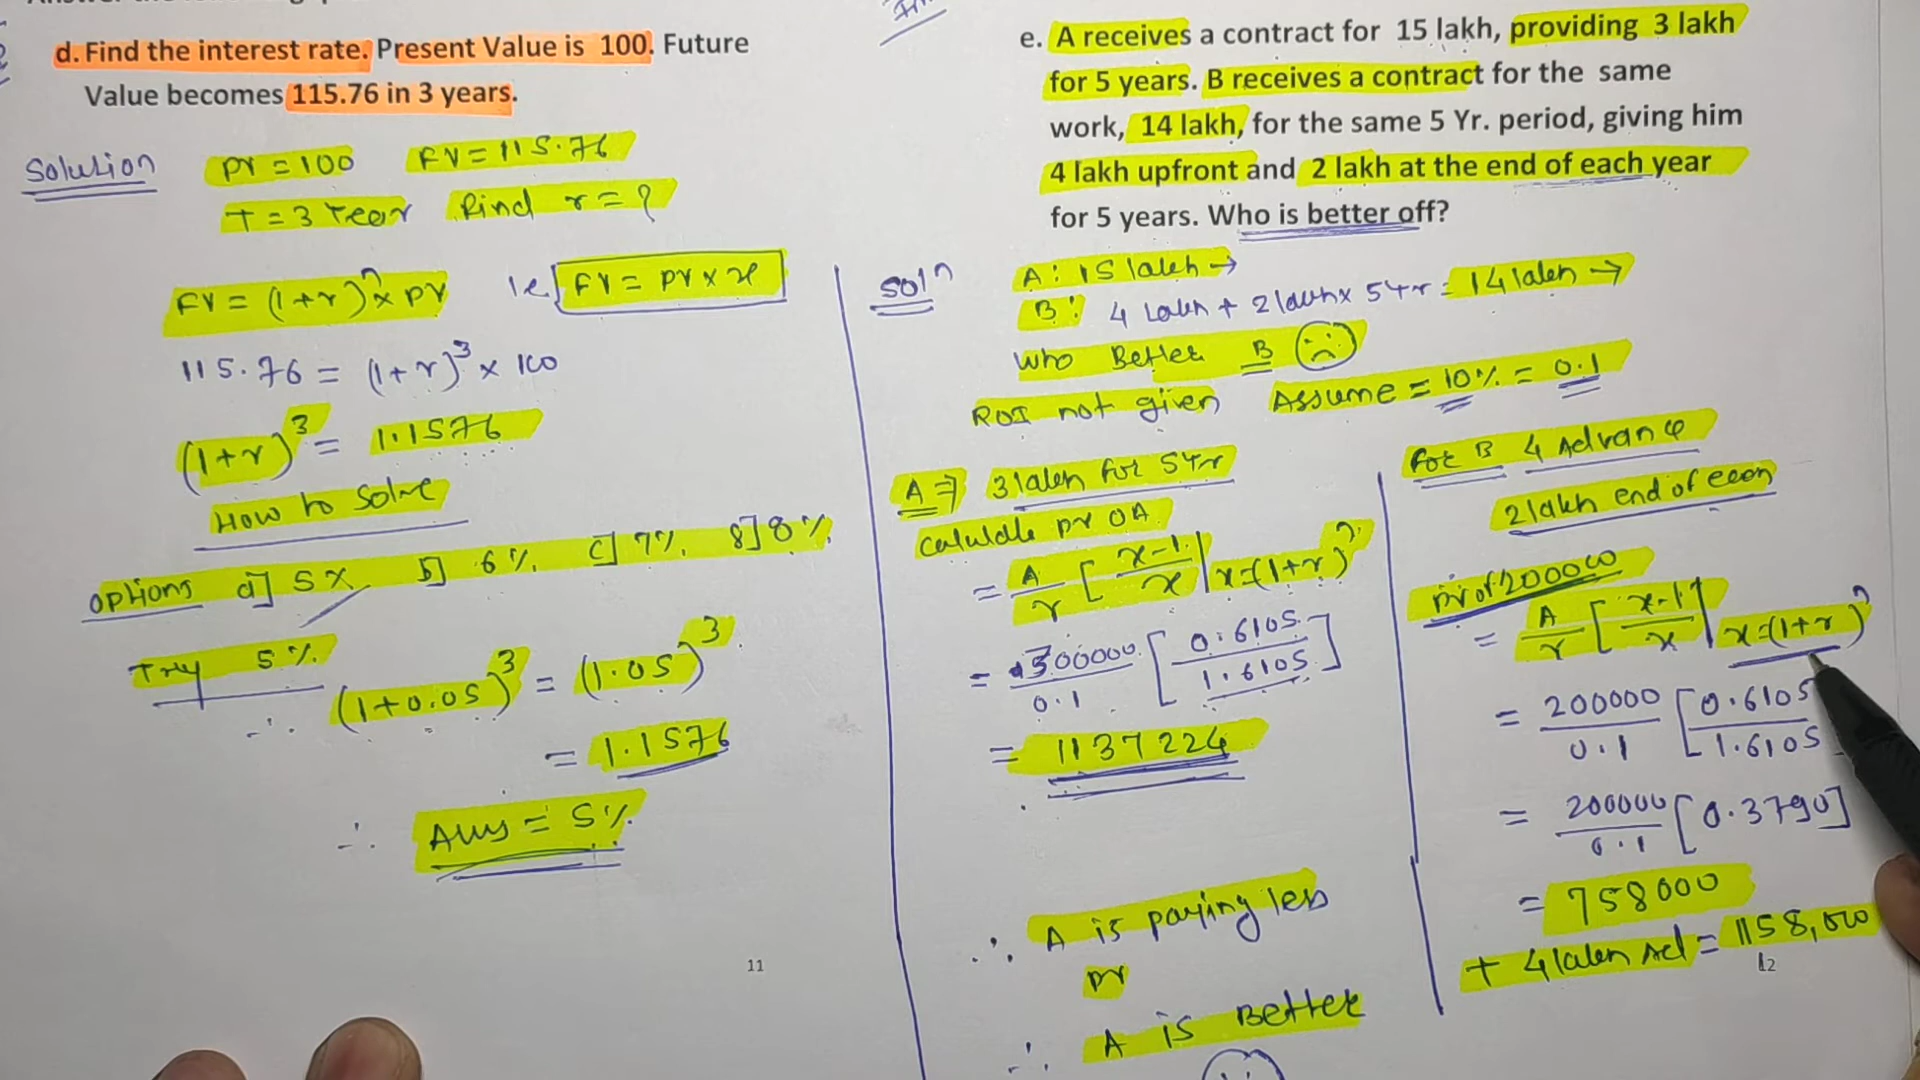 d. Find the interest rate. Present Value is 100. Future
Value becomes 115.76 in 3 years.
Solution PV = 100 FV = 115.76
T = 3 Year Find r = ?
FV = (1+r)^n × PV ie FV = PV × x
115.76 = (1+r)^3 × 100
(1+r)^3 = 1.1576
How to solve
options a] 5% b] 6% c] 7% 8] 8%
Try 5%
∴ (1+0.05)^3 = (1.05)^3
= 1.1576
∴ Ans = 5%
11
e. A receives a contract for 15 lakh, providing 3 lakh
for 5 years. B receives a contract for the same
work, 14 lakh, for the same 5 Yr. period, giving him
4 lakh upfront and 2 lakh at the end of each year
for 5 years. Who is better off?
Soln A: 15 lakh →
B: 4 Lakh + 2 lakh × 5 Yr = 14 lakh →
Who Better B
ROI not given Assume = 10% = 0.1
A ⇒ 3 lakh for 5 Yr
PV OA
= A/r [x-1/x] x=(1+r)^n
= 300000/0.1 [0.6105/1.6105]
= 1137224
∴ A is paying less
PV
∴ A is Better
For B 4 Advance
2 lakh end of
PV of 200000
= A/r [x-1/x] x=(1+r)^n
= 200000/0.1 [0.6105/1.6105
= 200000/0.1 [0.3790]
= 758000
+ 4 lakh Ad = 1158,000
12